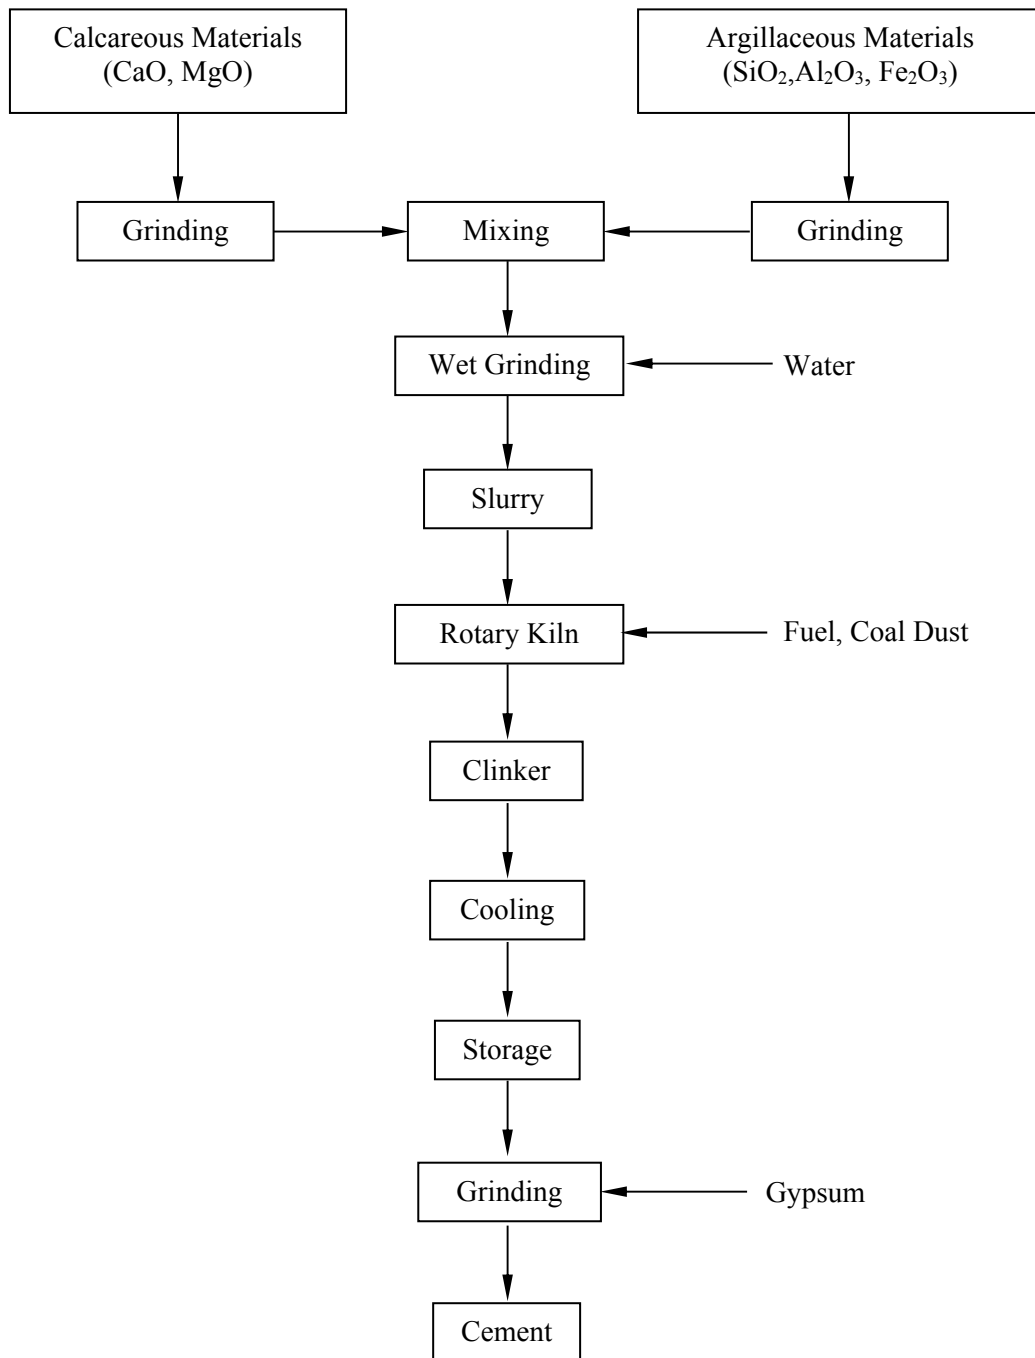 Calcareous Materials
(CaO, MgO)
Argillaceous Materials
(SiO₂,Al₂O₃, Fe₂O₃)
Grinding
Mixing
Grinding
Wet Grinding
Water
Slurry
Rotary Kiln
Fuel, Coal Dust
Clinker
Cooling
Storage
Grinding
Gypsum
Cement